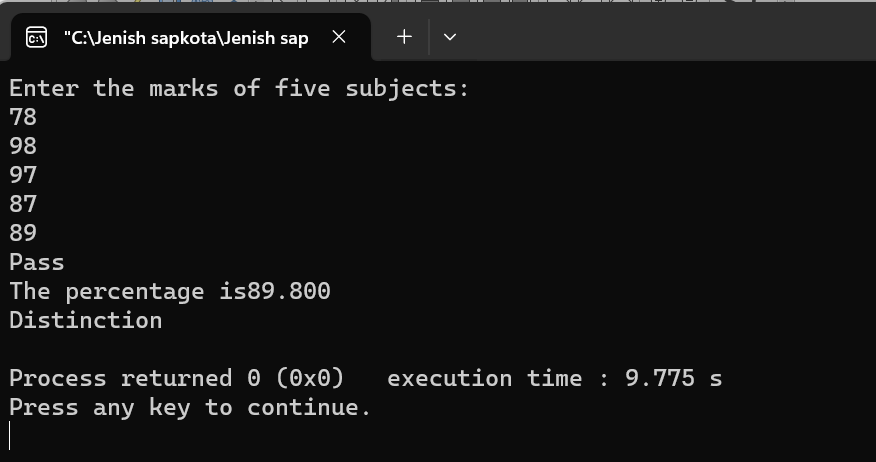 "C:\Jenish sapkota\Jenish sap
Enter the marks of five subjects:
78
98
97
87
89
Pass
The percentage is89.800
Distinction
Process returned 0 (0x0)   execution time : 9.775 s
Press any key to continue.